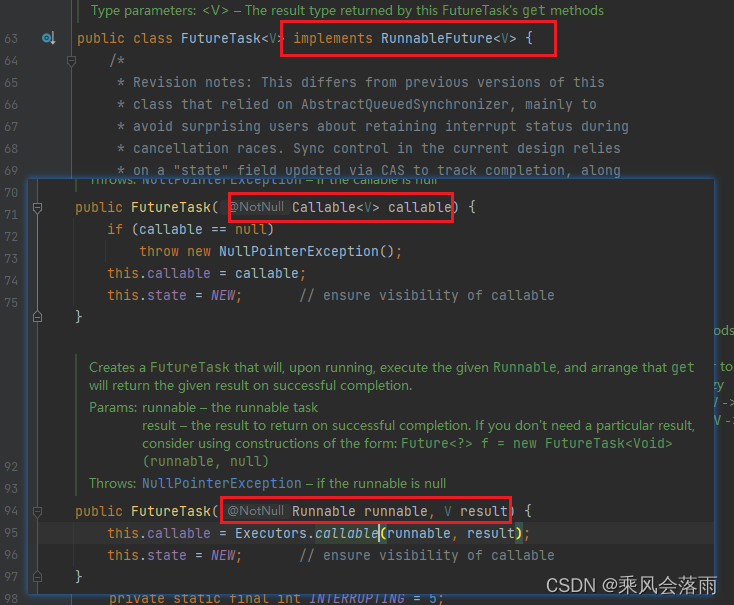 Type parameters: <V> – The result type returned by this FutureTask's get methods
63 public class FutureTask<V> implements RunnableFuture<V> {
64 /*
65 * Revision notes: This differs from previous versions of this
66 * class that relied on AbstractQueuedSynchronizer, mainly to
67 * avoid surprising users about retaining interrupt status during
68 * cancellation races. Sync control in the current design relies
69 * on a "state" field updated via CAS to track completion, along
70 Throws: NullPointerException – if the callable is null
71 public FutureTask( @NotNull Callable<V> callable) {
72 if (callable == null)
73 throw new NullPointerException();
74 this.callable = callable;
75 this.state = NEW; // ensure visibility of callable
}
ods
Creates a FutureTask that will, upon running, execute the given Runnable, and arrange that get
will return the given result on successful completion.
Params: runnable – the runnable task
result – the result to return on successful completion. If you don't need a particular result,
consider using constructions of the form: Future<?> f = new FutureTask<Void>
92 (runnable, null)
93 Throws: NullPointerException – if the runnable is null
94 public FutureTask( @NotNull Runnable runnable, V result) {
95 this.callable = Executors.callable(runnable, result);
96 this.state = NEW; // ensure visibility of callable
97 }
98 private static final int INTERRUPTING = 5;
CSDN @乘风会落雨